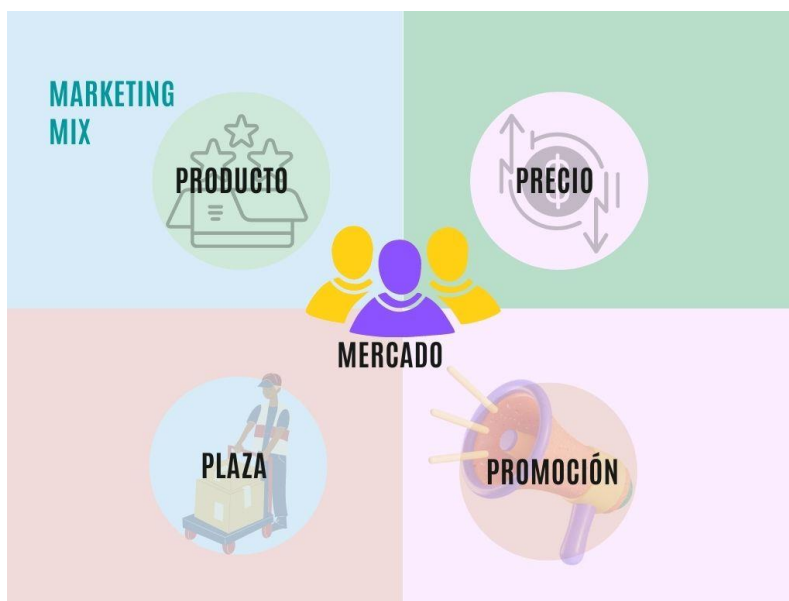 MARKETING
MIX
PRODUCTO
PRECIO
MERCADO
PLAZA
PROMOCIÓN